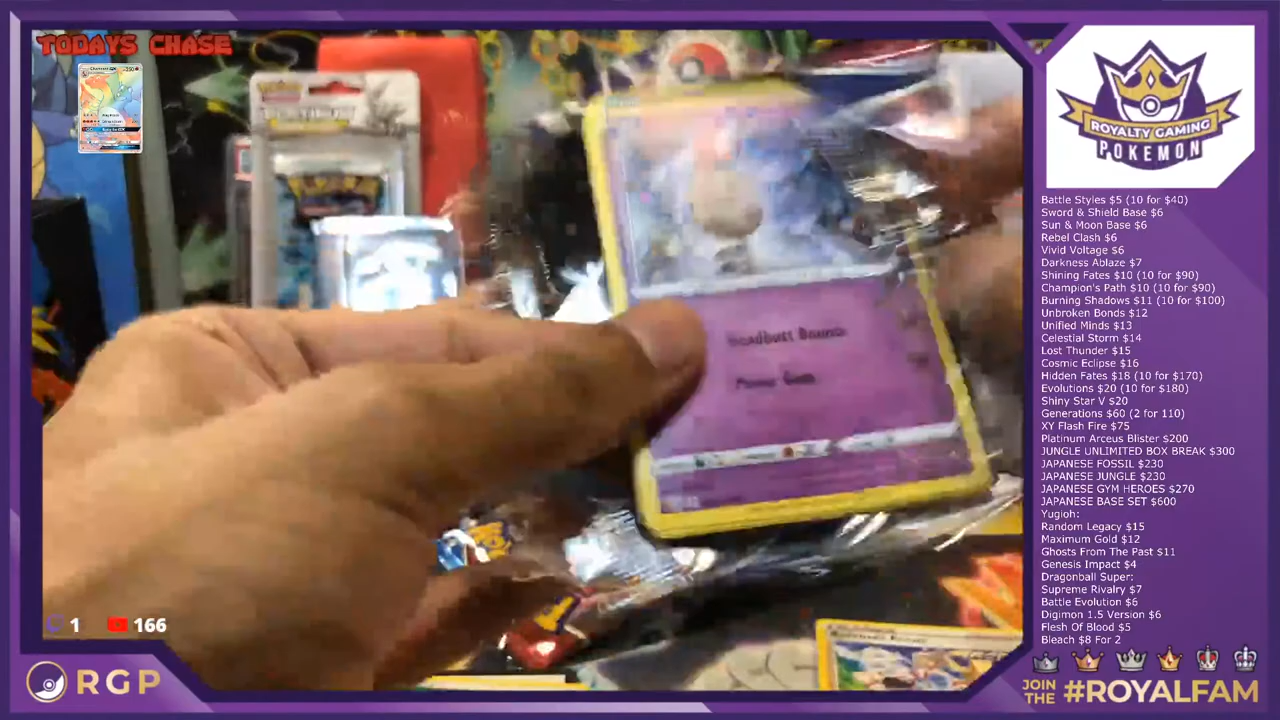 TODAYS CHASE
ROYALTY GAMING
POKEMON
Battle Styles $5 (10 for $40)
Sword & Shield Base $6
Sun & Moon Base $6
Rebel Clash $6
Vivid Voltage $6
Darkness Ablaze $7
Shining Fates $10 (10 for $90)
Champion's Path $10 (10 for $90)
Burning Shadows $11 (10 for $100)
Unbroken Bonds $12
Unified Minds $13
Celestial Storm $14
Lost Thunder $15
Cosmic Eclipse $16
Hidden Fates $18 (10 for $170)
Evolutions $20 (10 for $180)
Shiny Star V $20
Generations $60 (2 for 110)
XY Flash Fire $75
Platinum Arceus Blister $200
JUNGLE UNLIMITED BOX BREAK $300
JAPANESE FOSSIL $230
JAPANESE JUNGLE $230
JAPANESE GYM HEROES $270
JAPANESE BASE SET $600
Yugioh:
Random Legacy $15
Maximum Gold $12
Ghosts From The Past $11
Genesis Impact $4
Dragonball Super:
Supreme Rivalry $7
Battle Evolution $6
Digimon 1.5 Version $6
Flesh Of Blood $5
Bleach $8 For 2
Headbutt Bounce
1 166
RGP
JOIN THE #ROYALFAM